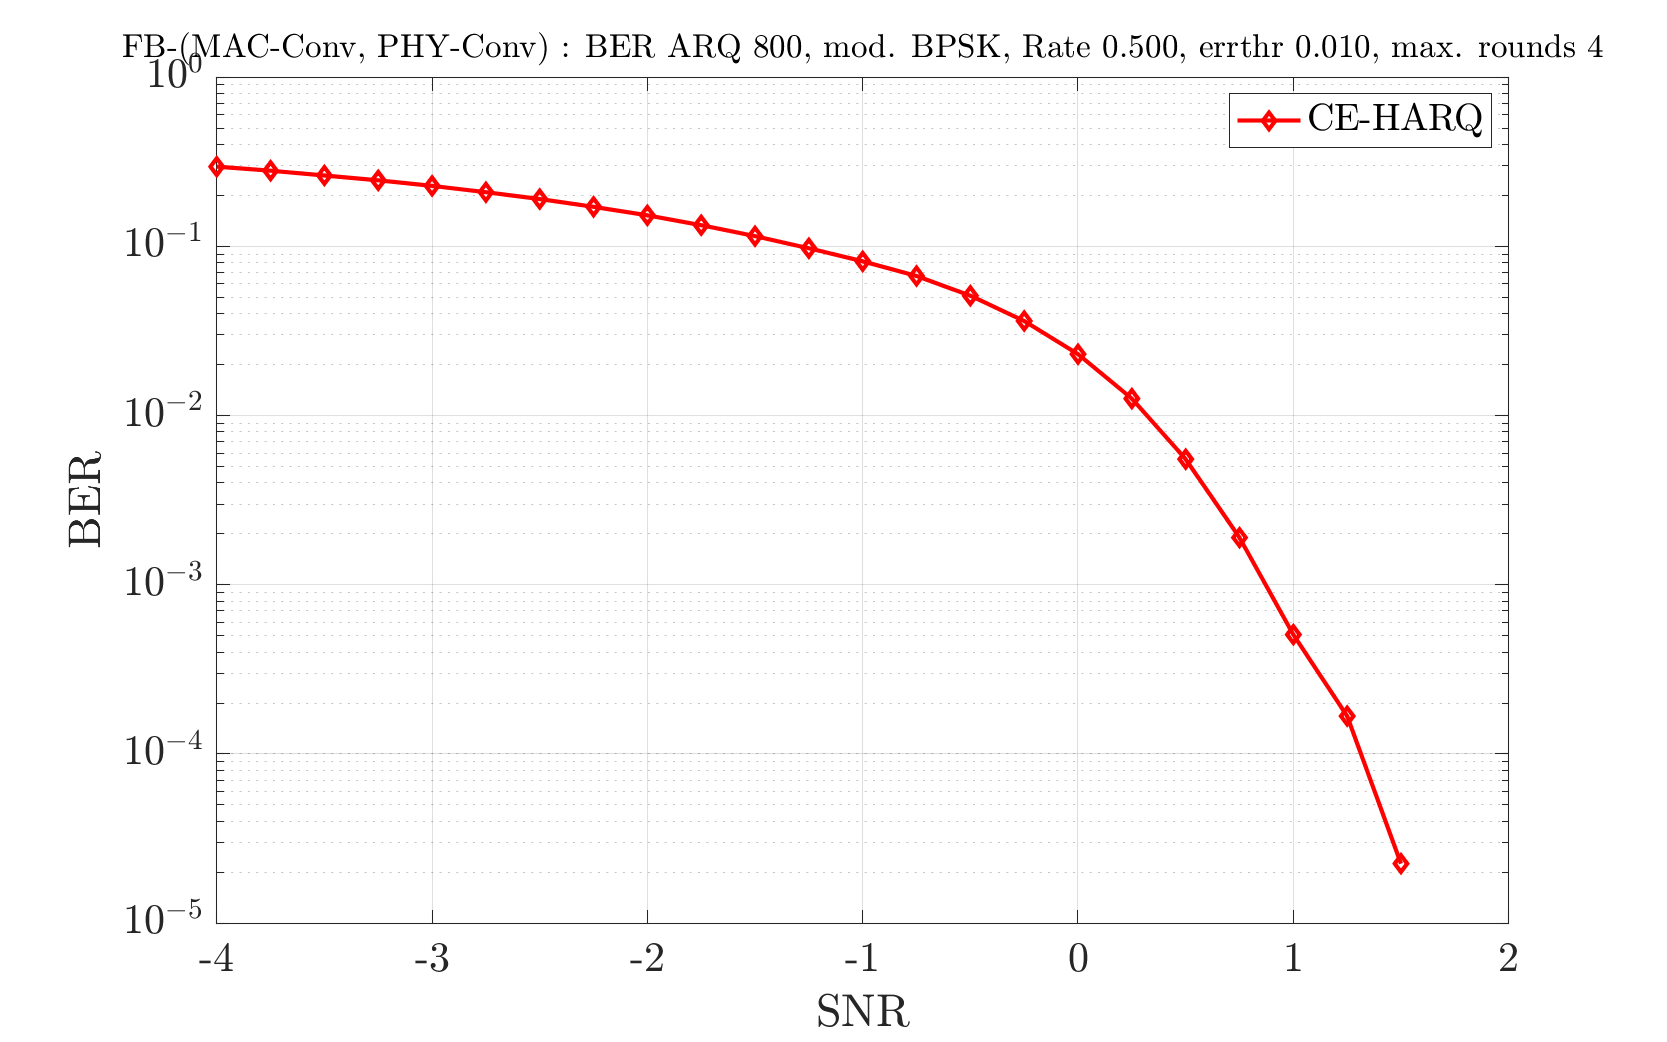 FB-(MAC-Conv, PHY-Conv) : BER ARQ 800, mod. BPSK, Rate 0.500, errthr 0.010, max. rounds 4
CE-HARQ
10^0
10^{-1}
10^{-2}
10^{-3}
10^{-4}
10^{-5}
BER
-4 -3 -2 -1 0 1 2
SNR